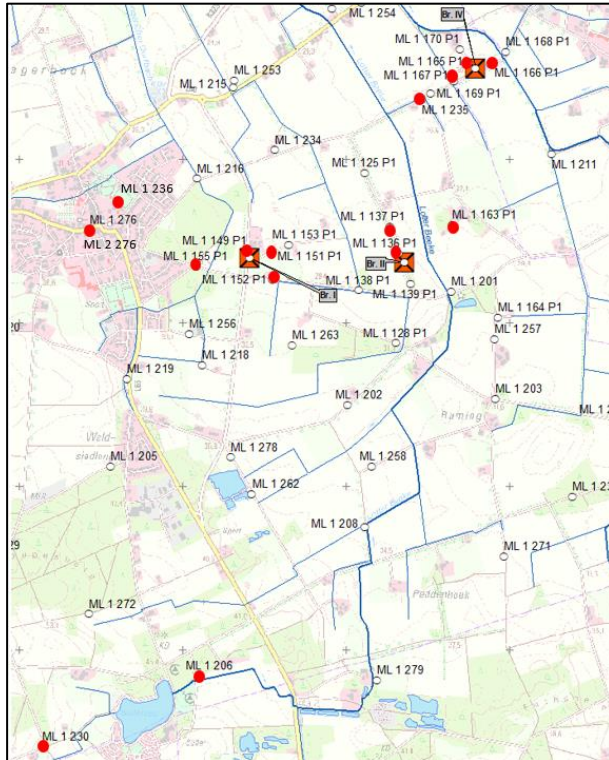 ML 1 254
Br. IV
ML 1 170 P1
ML 1 168 P1
ML 1 165 P1
ML 1 166 P1
ML 1 167 P1
ML 1 253
ML 1 215
ML 1 169 P1
ML 1 235
ML 1 234
ML 1 211
ML 1 216
ML 1 125 P1
ML 1 236
ML 1 276
ML 2 276
ML 1 137 P1
ML 1 163 P1
Lotter Beeke
ML 1 149 P1
ML 1 153 P1
ML 1 136 P1
ML 1 155 P1
ML 1 151 P1
Br. II
ML 1 152 P1
Br. I
ML 1 138 P1
ML 1 139 P1
ML 1 201
ML 1 164 P1
ML 1 256
ML 1 263
ML 1 128 P1
ML 1 257
ML 1 218
ML 1 219
ML 1 202
ML 1 203
Raming
ML 1 278
ML 1 205
ML 1 258
ML 1 262
ML 1 208
29
ML 1 271
Poddenhoek
ML 1 272
ML 1 206
ML 1 279
ML 1 230